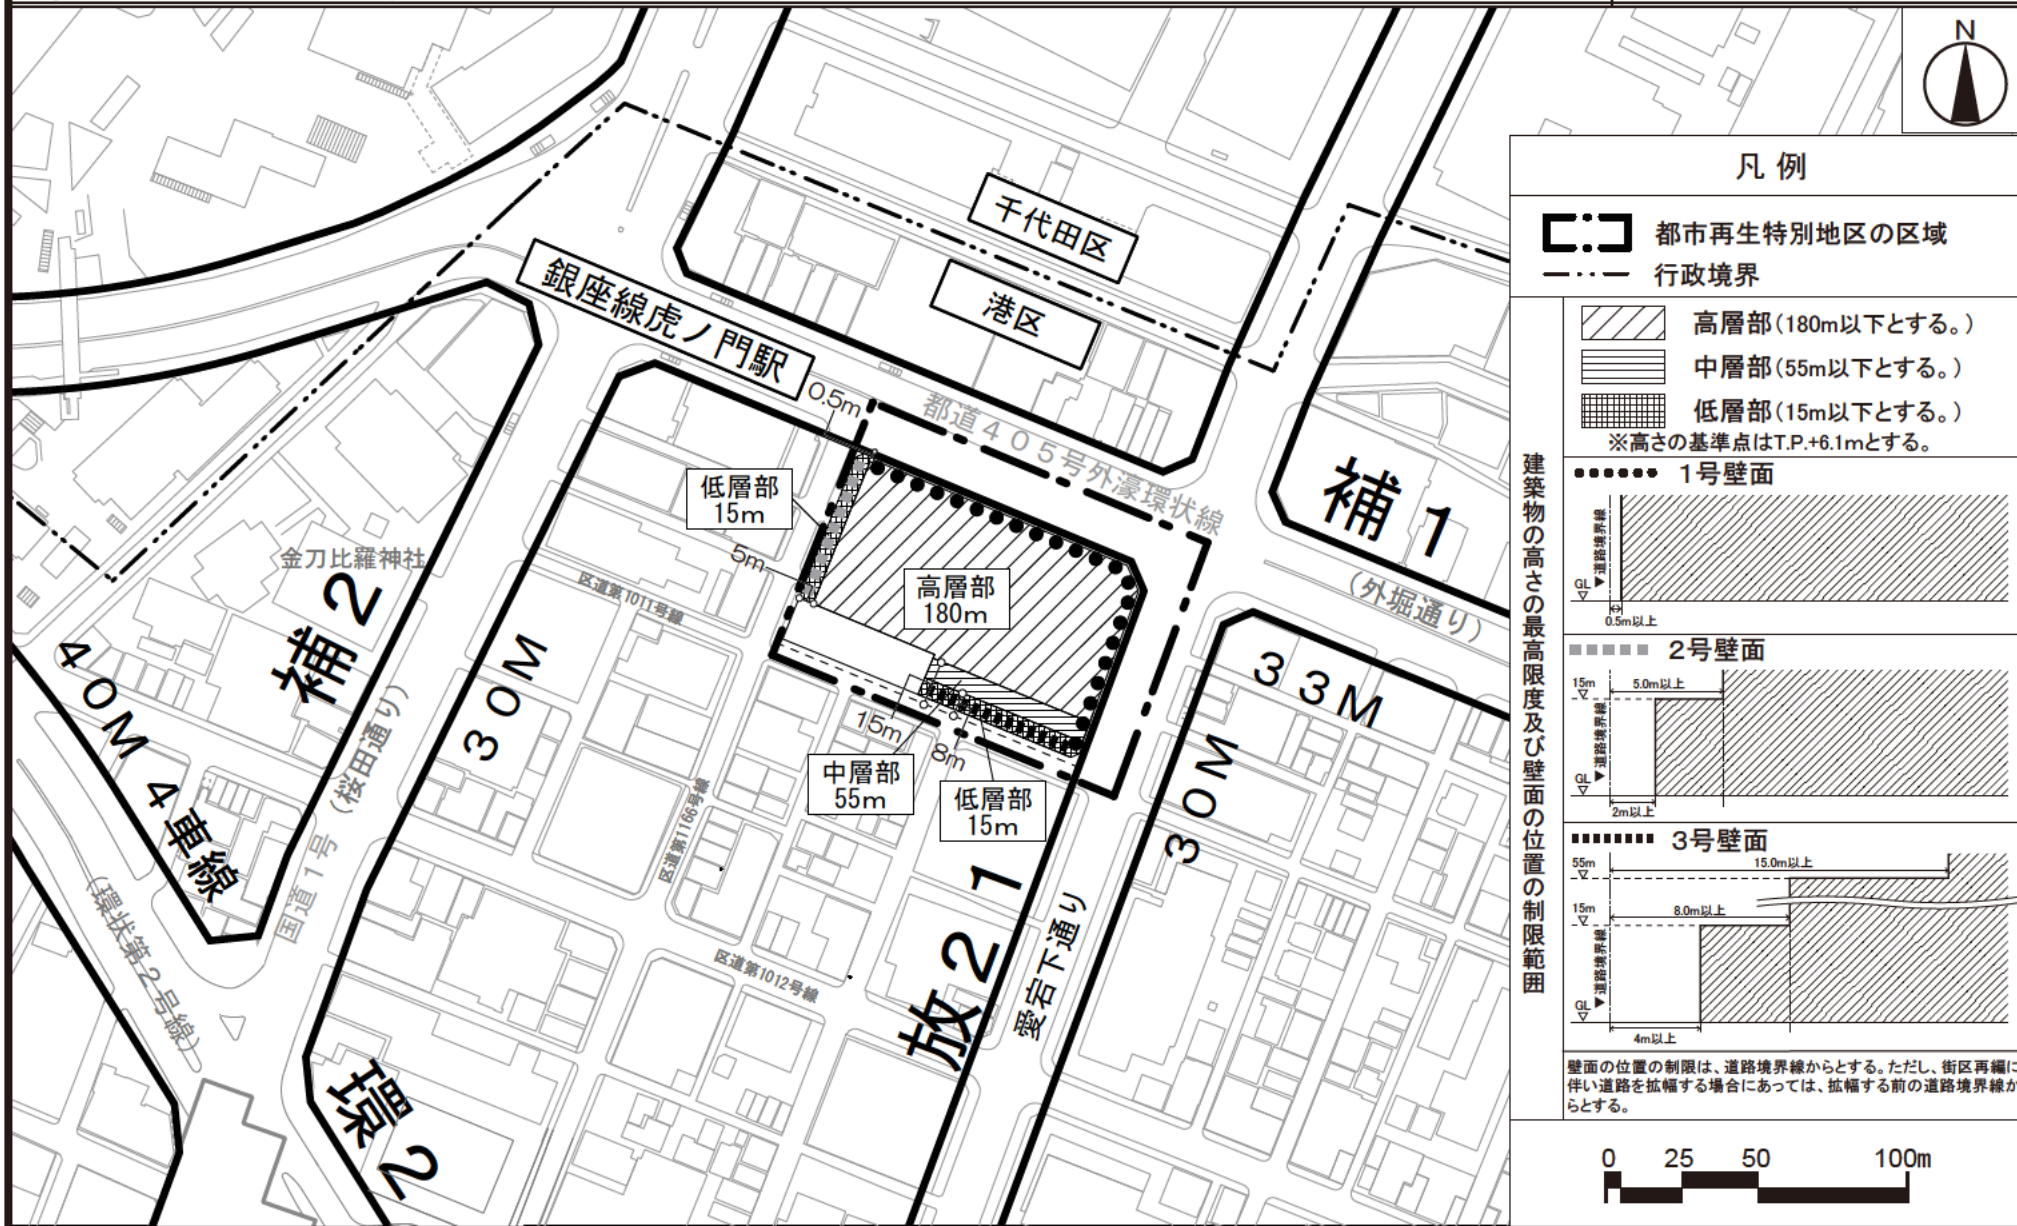 N
千代田区
港区
銀座線虎ノ門駅
0.5m
都道405号外濠環状線
補1
(外堀通り)
低層部
15m
5m
高層部
180m
金刀比羅神社
補2
区道第1011号線
30M
33M
40M 4車線
国道1号(桜田通り)
15m
8m
中層部
55m
低層部
15m
30M
区道第1166号線
区道第1012号線
放21
愛宕下通り
(環状第2号線)
環2
凡例
都市再生特別地区の区域
行政境界
建築物の高さの最高限度及び壁面の位置の制限範囲
高層部(180m以下とする。)
中層部(55m以下とする。)
低層部(15m以下とする。)
※高さの基準点はT.P.+6.1mとする。
1号壁面
道路境界線
GL
0.5m以上
2号壁面
15m
5.0m以上
道路境界線
GL
2m以上
3号壁面
55m
15.0m以上
15m
8.0m以上
道路境界線
GL
4m以上
壁面の位置の制限は、道路境界線からとする。ただし、街区再編に
伴い道路を拡幅する場合にあっては、拡幅する前の道路境界線か
らとする。
0 25 50 100m